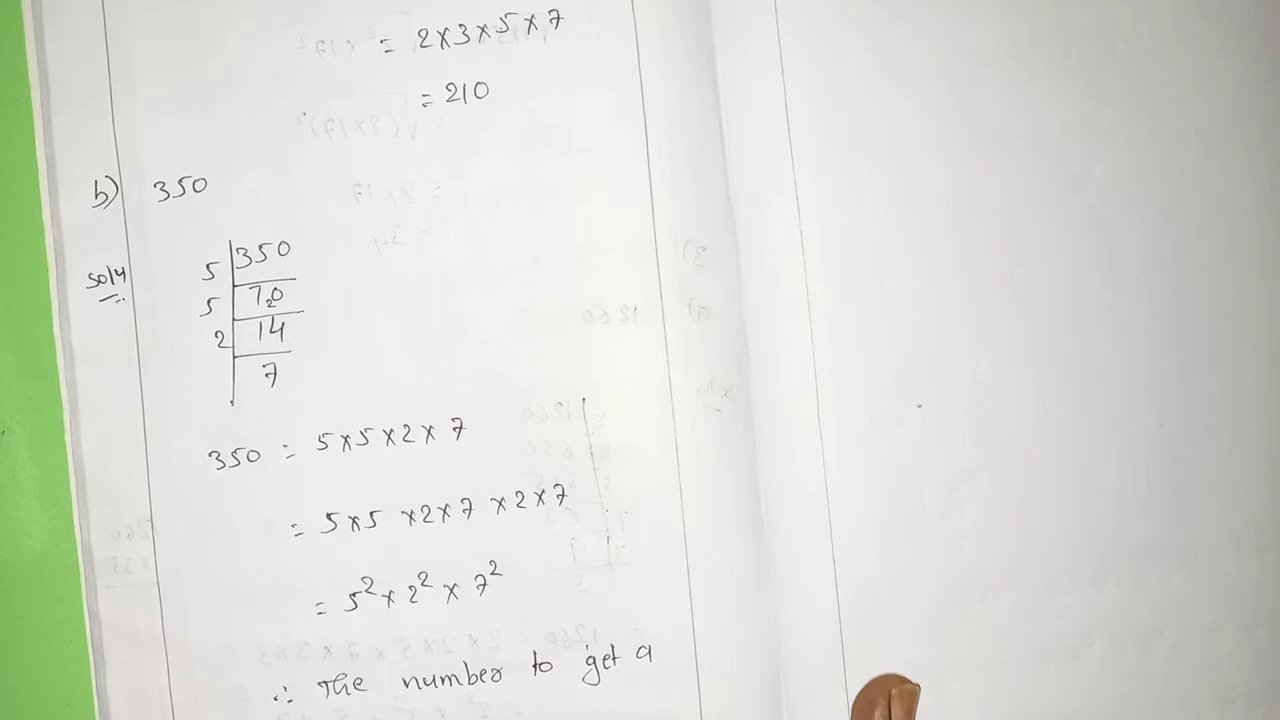 = 2×3×5×7
= 210
b) 350
Soln
5 | 350
5 | 70
2 | 14
7
350 = 5×5×2×7
= 5×5×2×7×2×7
= 5²×2²×7²
∴ The number to get a